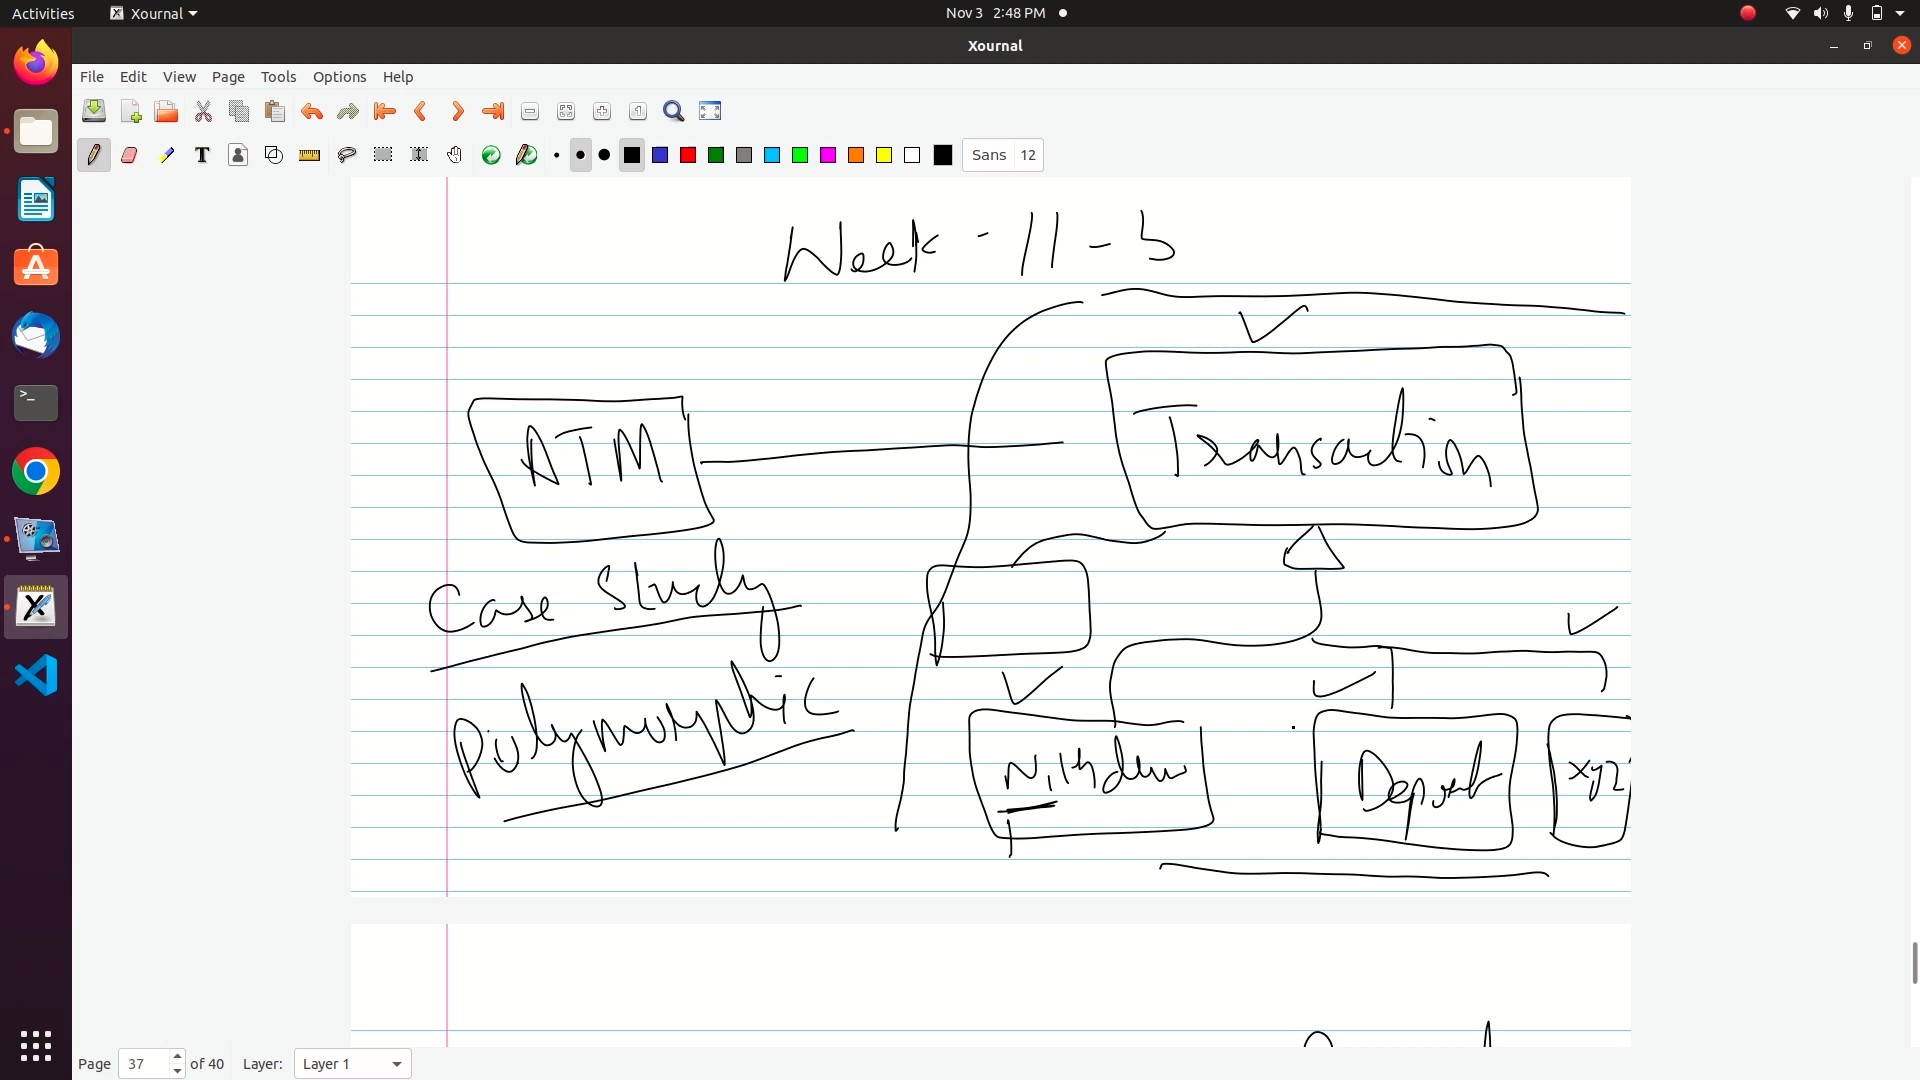 Activities Xournal Nov 3 2:48 PM
Xournal
File Edit View Page Tools Options Help
Sans 12
Week - 11 - 3
Transaction
ATM
Case Study
Polymorphic
Withdraw Deposit xyz
Page 37 of 40 Layer: Layer 1